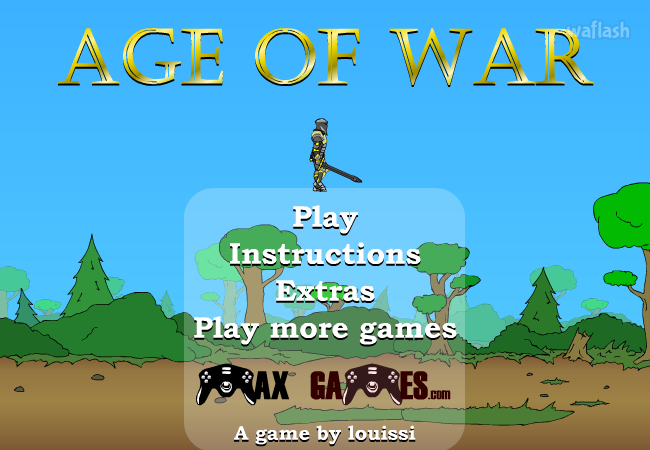 waflash
AGE OF WAR
Play
Instructions
Extras
Play more games
MAX GAMES.com
A game by louissi